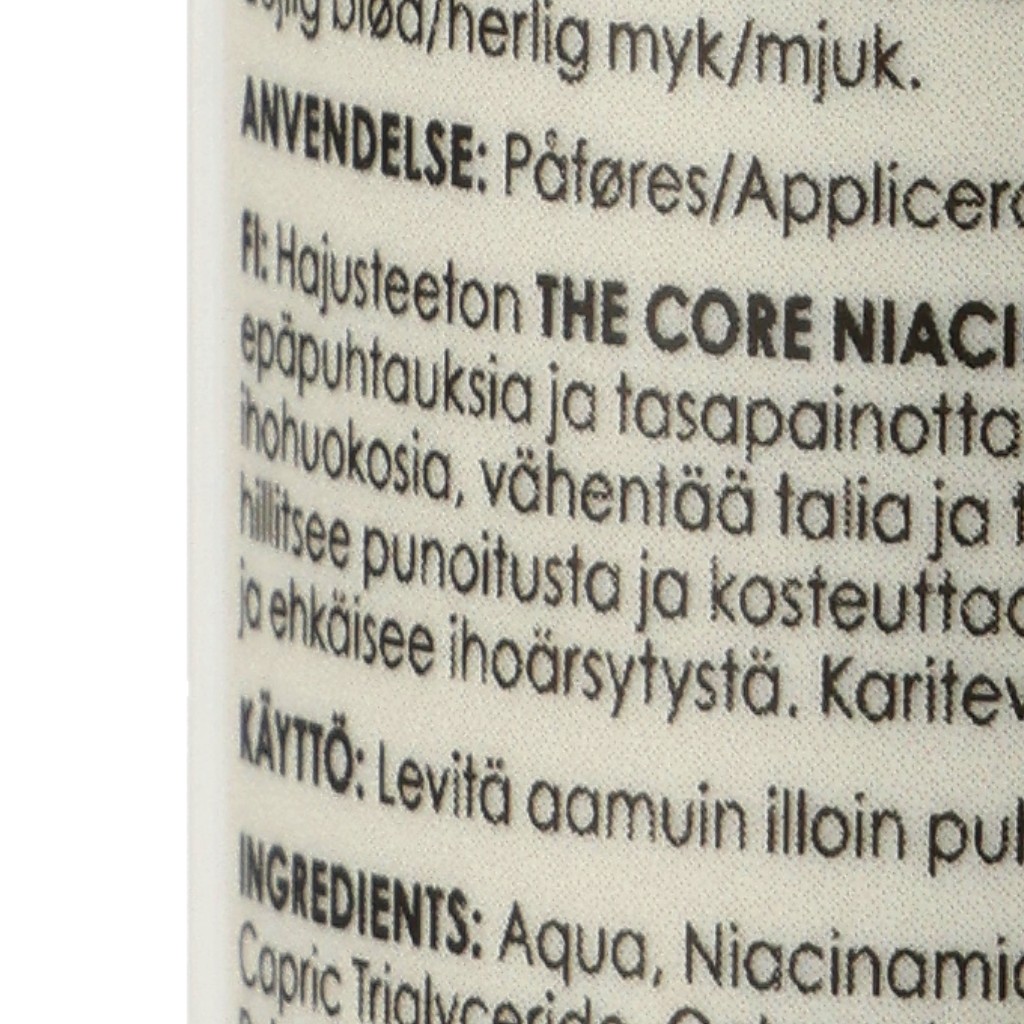 blød/herlig myk/mjuk.
ANVENDELSE: Påføres/Applicer
FI: Hajusteeton THE CORE NIACI
epäpuhtauksia ja tasapainotta
ihohuokosia, vähentää talia ja t
hillitsee punoitusta ja kosteutta
ja ehkäisee ihoärsytystä. Karitev
KÄYTTÖ: Levitä aamuin illoin pu
INGREDIENTS: Aqua, Niacinami
Capric Triglyceride,